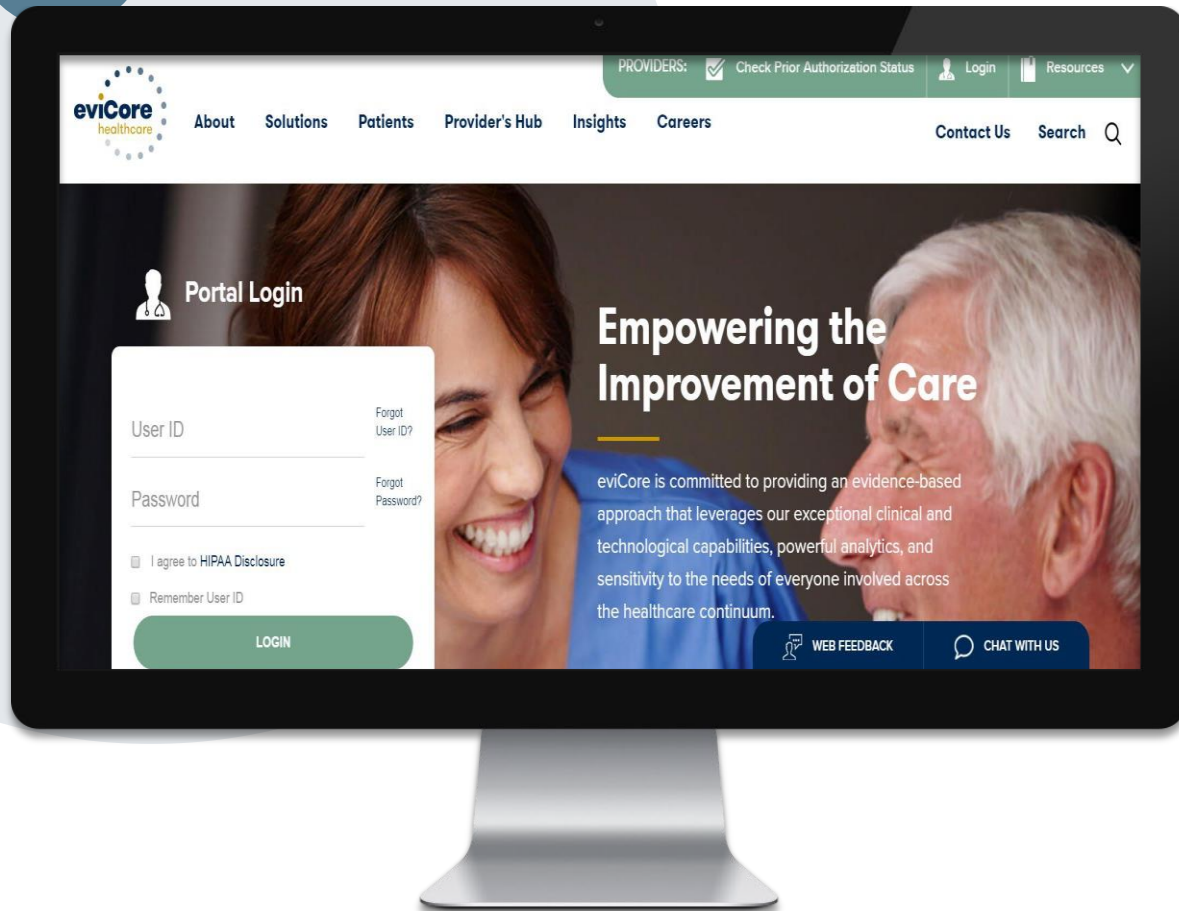 PROVIDERS: Check Prior Authorization Status Login Resources
eviCore
healthcare
About Solutions Patients Provider's Hub Insights Careers
Contact Us Search
Portal Login
User ID
Forgot
User ID?
Password
Forgot
Password?
I agree to HIPAA Disclosure
Remember User ID
LOGIN
Empowering the
Improvement of Care
eviCore is committed to providing an evidence-based
approach that leverages our exceptional clinical and
technological capabilities, powerful analytics, and
sensitivity to the needs of everyone involved across
the healthcare continuum.
WEB FEEDBACK CHAT WITH US